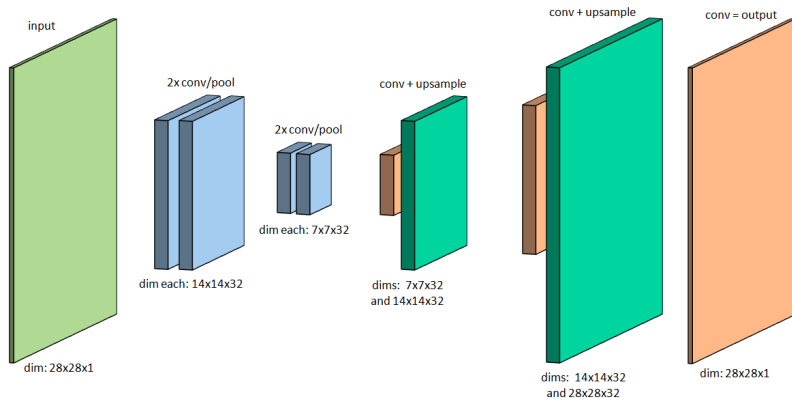 input
dim: 28x28x1
2x conv/pool
dim each: 14x14x32
2x conv/pool
dim each: 7x7x32
conv + upsample
dims:  7x7x32
and 14x14x32
conv + upsample
dims:  14x14x32
and 28x28x32
conv = output
dim: 28x28x1